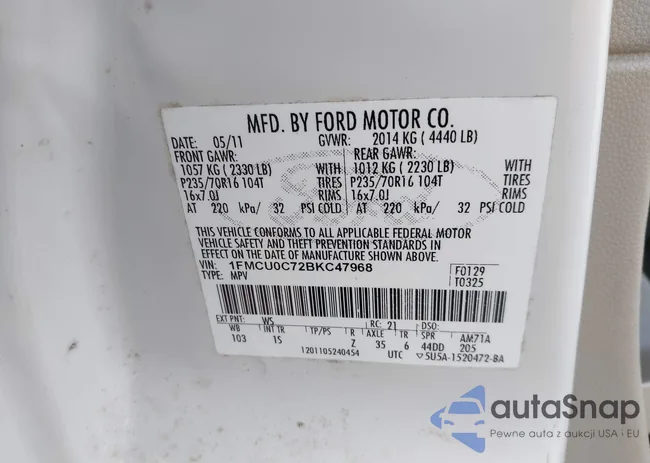 MFD. BY FORD MOTOR CO.
DATE: 05/11 GVWR: 2014 KG ( 4440 LB)
FRONT GAWR: REAR GAWR:
1057 KG ( 2330 LB) WITH 1012 KG ( 2230 LB) WITH
P235/70R16 104T TIRES P235/70R16 104T TIRES
16x7.0J RIMS 16x7.0J RIMS
AT 220 kPa/ 32 PSI COLD AT 220 kPa/ 32 PSI COLD
THIS VEHICLE CONFORMS TO ALL APPLICABLE FEDERAL MOTOR
VEHICLE SAFETY AND THEFT PREVENTION STANDARDS IN
EFFECT ON THE DATE OF MANUFACTURE SHOWN ABOVE.
VIN: 1FMCU0C72BKC47968 F0129
TYPE: MPV T0325
EXT PNT: WS RC: 21 DSO:
WB INT TR TP/PS R AXLE TR SPR AM71A
103 1S Z 35 6 44DD 205
1201105240454 UTC 5U5A-1520472-BA
autoSnap
Pewne auta z aukcji USA i EU